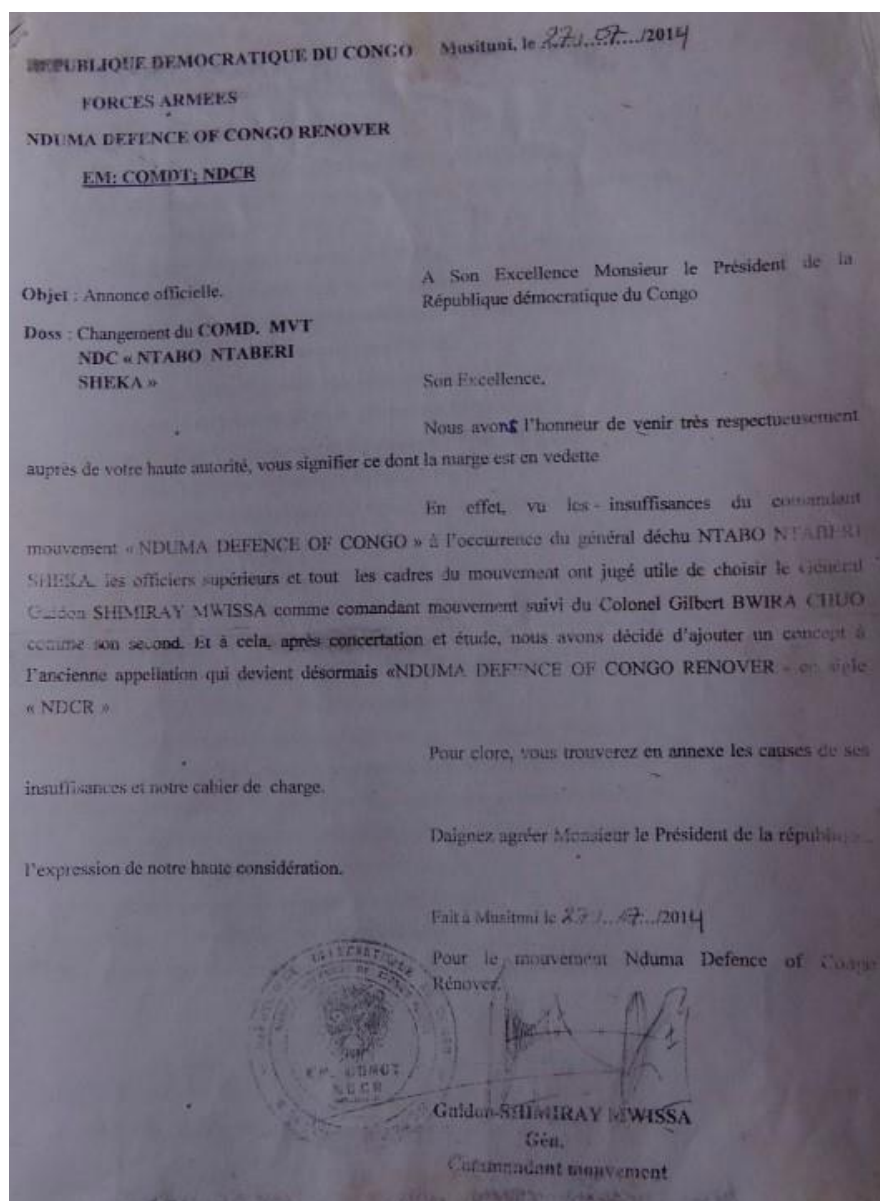 REPUBLIQUE DEMOCRATIQUE DU CONGO
Musituni, le 27/07/2014
FORCES ARMEES
NDUMA DEFENCE OF CONGO RENOVER
EM: COMDT; NDCR
Objet : Annonce officielle.
Doss : Changement du COMD. MVT
NDC « NTABO NTABERI
SHEKA »
A Son Excellence Monsieur le Président de la
République démocratique du Congo
Son Excellence,
Nous avons l'honneur de venir très respectueusement
auprès de votre haute autorité, vous signifier ce dont la marge est en vedette
En effet, vu les - insuffisances du comandant
mouvement « NDUMA DEFENCE OF CONGO » à l'occurrence du général déchu NTABO NTABERI
SHEKA, les officiers supérieurs et tout les cadres du mouvement ont jugé utile de choisir le Général
Guidon SHIMIRAY MWISSA comme comandant mouvement suivi du Colonel Gilbert BWIRA CHUO
comme son second. Et à cela, après concertation et étude, nous avons décidé d'ajouter un concept à
l'ancienne appellation qui devient désormais «NDUMA DEFENCE OF CONGO RENOVER » en sigle
« NDCR »
Pour clore, vous trouverez en annexe les causes de ses
insuffisances et notre cahier de charge.
Daignez agréer Monsieur le Président de la
l'expression de notre haute considération.
Fait à Musituni le 27/07/2014
Pour le mouvement Nduma Defence of Congo
Rénover.
EM. COMDT
NDCR
Guidon SHIMIRAY MWISSA
Gén.
Commandant mouvement